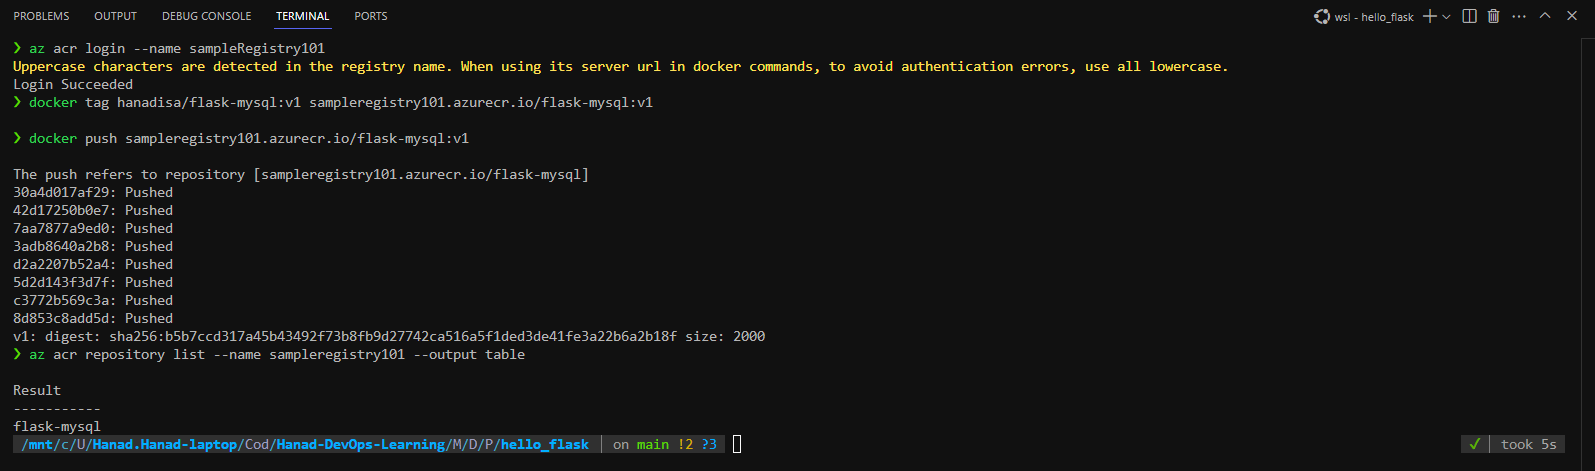 PROBLEMS OUTPUT DEBUG CONSOLE TERMINAL PORTS wsl - hello_flask
❯ az acr login --name sampleRegistry101
Uppercase characters are detected in the registry name. When using its server url in docker commands, to avoid authentication errors, use all lowercase.
Login Succeeded
❯ docker tag hanadisa/flask-mysql:v1 sampleregistry101.azurecr.io/flask-mysql:v1
❯ docker push sampleregistry101.azurecr.io/flask-mysql:v1
The push refers to repository [sampleregistry101.azurecr.io/flask-mysql]
30a4d017af29: Pushed
42d17250b0e7: Pushed
7aa7877a9ed0: Pushed
3adb8640a2b8: Pushed
d2a2207b52a4: Pushed
5d2d143f3d7f: Pushed
c3772b569c3a: Pushed
8d853c8add5d: Pushed
v1: digest: sha256:b5b7ccd317a45b43492f73b8fb9d27742ca516a5f1ded3de41fe3a22b6a2b18f size: 2000
❯ az acr repository list --name sampleregistry101 --output table
Result
-----------
flask-mysql
/mnt/c/U/Hanad.Hanad-laptop/Cod/Hanad-DevOps-Learning/M/D/P/hello_flask on main !2 ?3 ✓ took 5s